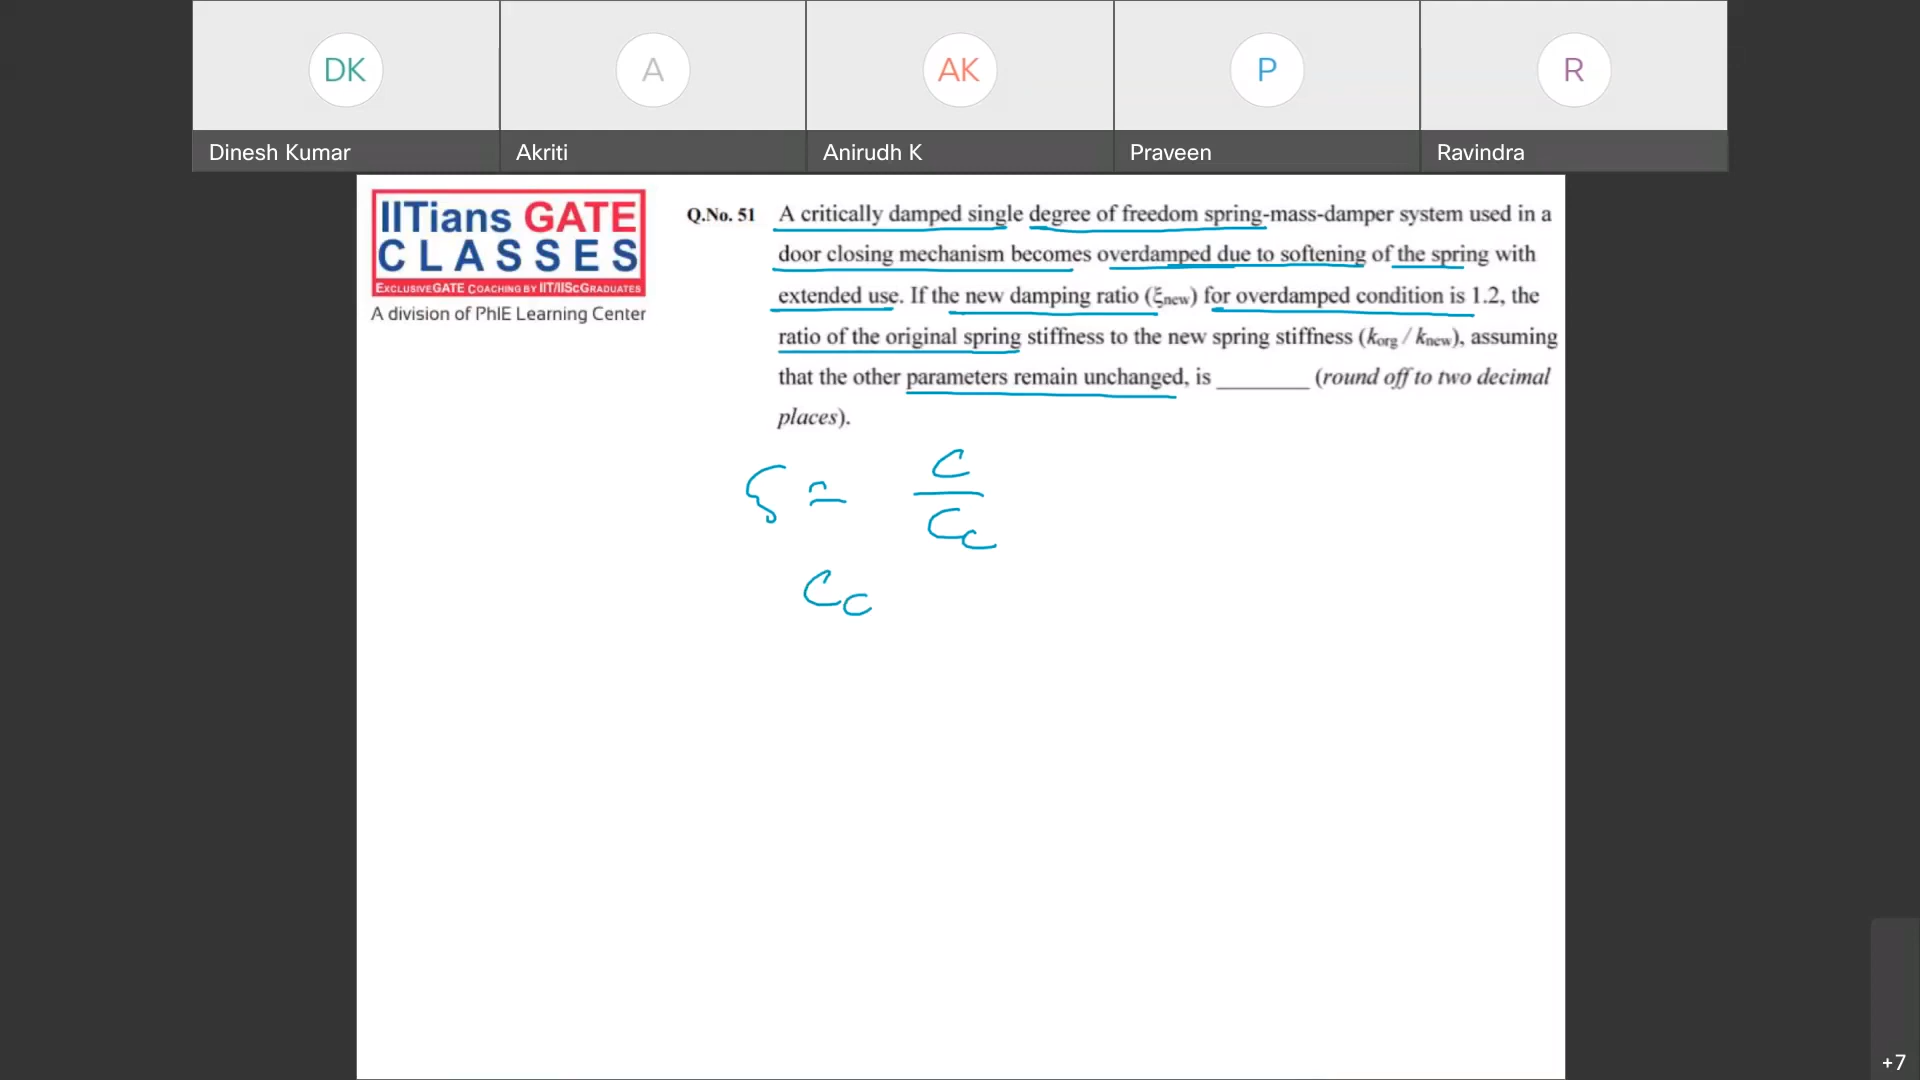 DK
A
AK
P
R
Dinesh Kumar
Akriti
Anirudh K
Praveen
Ravindra
IITians GATE
CLASSES
EXCLUSIVE GATE COACHING BY IIT/IISc GRADUATES
A division of PhIE Learning Center
Q.No. 51 A critically damped single degree of freedom spring-mass-damper system used in a
door closing mechanism becomes overdamped due to softening of the spring with
extended use. If the new damping ratio (ξnew) for overdamped condition is 1.2, the
ratio of the original spring stiffness to the new spring stiffness (korg / knew), assuming
that the other parameters remain unchanged, is ________ (round off to two decimal
places).
ζ = C/Cc
Cc
+7